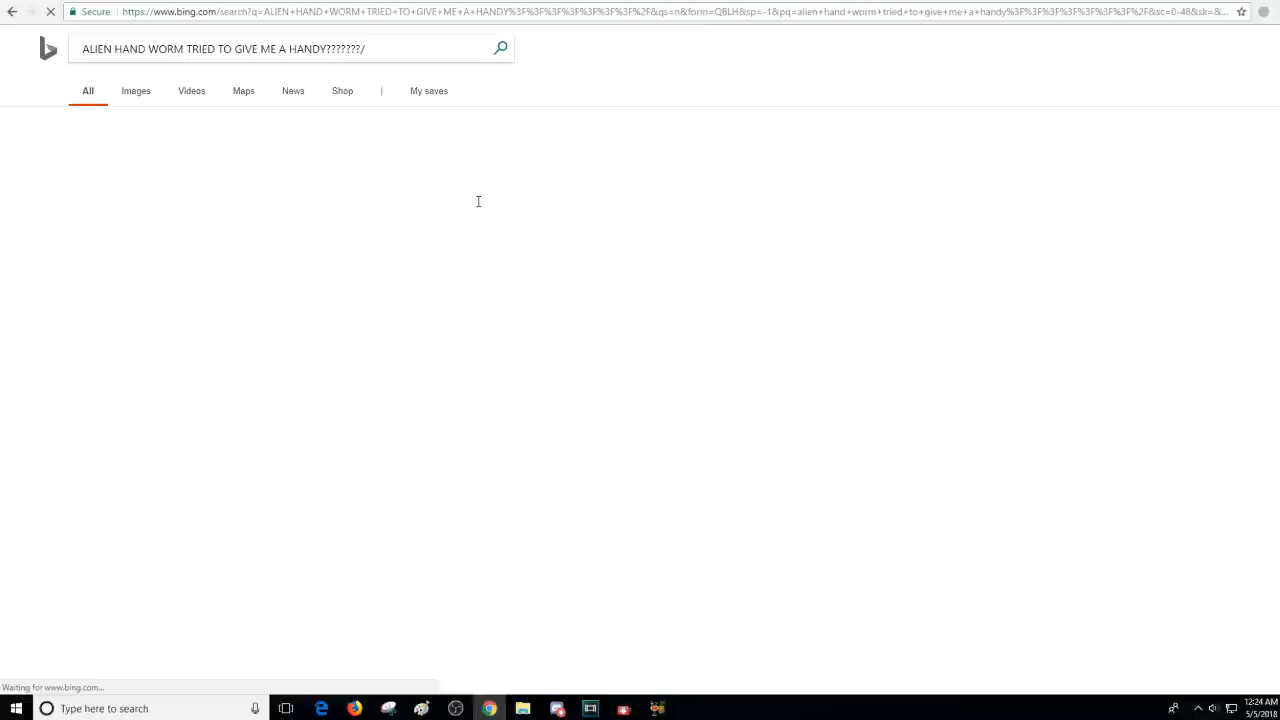 Secure
https://www.bing.com/search?q=ALIEN+HAND+WORM+TRIED+TO+GIVE+ME+A+HANDY%3F%3F%3F%3F%3F%3F%3F%2F&qs=n&form=QBLH&sp=-1&pq=alien+hand+worm+tried+to+give+me+a+handy%3F%3F%3F%3F%3F%3F%3F%2F&sc=0-48&sk=&...
ALIEN HAND WORM TRIED TO GIVE ME A HANDY???????/
All Images Videos Maps News Shop | My saves
Waiting for www.bing.com...
Type here to search
12:24 AM
5/5/2018